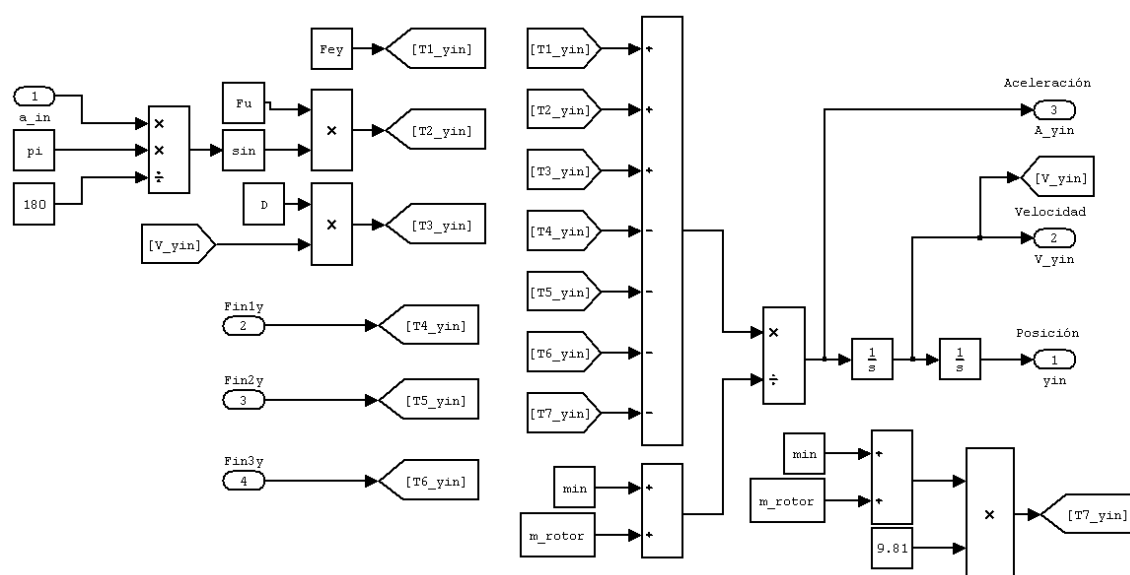 Fey
[T1_yin]
1
a_in
pi
180
×
×
÷
sin
Fu
×
[T2_yin]
D
[V_yin]
×
[T3_yin]
Fin1y
2
[T4_yin]
Fin2y
3
[T5_yin]
Fin3y
4
[T6_yin]
[T1_yin]
+
[T2_yin]
+
[T3_yin]
+
[T4_yin]
-
[T5_yin]
-
[T6_yin]
-
[T7_yin]
-
min
+
m_rotor
+
×
÷
1
s
1
s
Aceleración
3
A_yin
[V_yin]
Velocidad
2
V_yin
Posición
1
yin
min
+
m_rotor
+
9.81
×
[T7_yin]